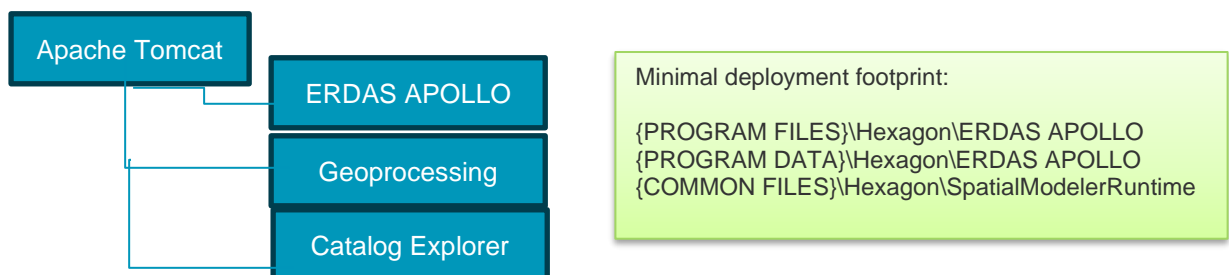 Apache Tomcat
ERDAS APOLLO
Geoprocessing
Catalog Explorer
Minimal deployment footprint:
{PROGRAM FILES}\Hexagon\ERDAS APOLLO
{PROGRAM DATA}\Hexagon\ERDAS APOLLO
{COMMON FILES}\Hexagon\SpatialModelerRuntime